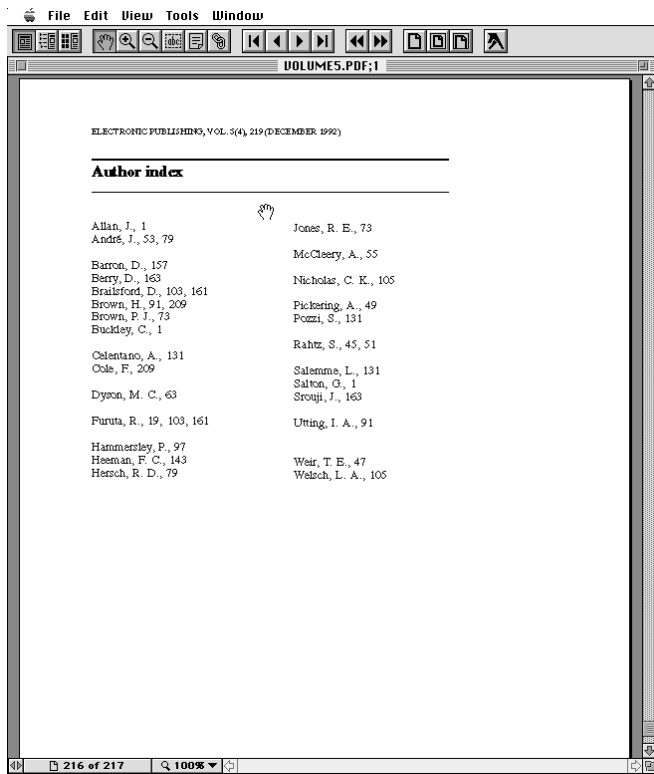 File Edit View Tools Window
abc
VOLUME5.PDF;1
ELECTRONIC PUBLISHING, VOL. 5(4), 219 (DECEMBER 1992)
Author index
Allan, J., 1
André, J., 53, 79
Barron, D., 157
Berry, D., 163
Brailsford, D., 103, 161
Brown, H., 91, 209
Brown, P. J., 73
Buckley, C., 1
Celentano, A., 131
Cole, F., 209
Dyson, M. C., 63
Furuta, R., 19, 103, 161
Hammersley, P., 97
Heeman, F. C., 143
Hersch, R. D., 79
Jones, R. E., 73
McCleery, A., 55
Nicholas, C. K., 105
Pickering, A., 49
Pozzi, S., 131
Rahtz, S., 45, 51
Salemme, L., 131
Salton, G., 1
Srouji, J., 163
Utting, I. A., 91
Weir, T. E., 47
Welsch, L. A., 105
216 of 217 100%